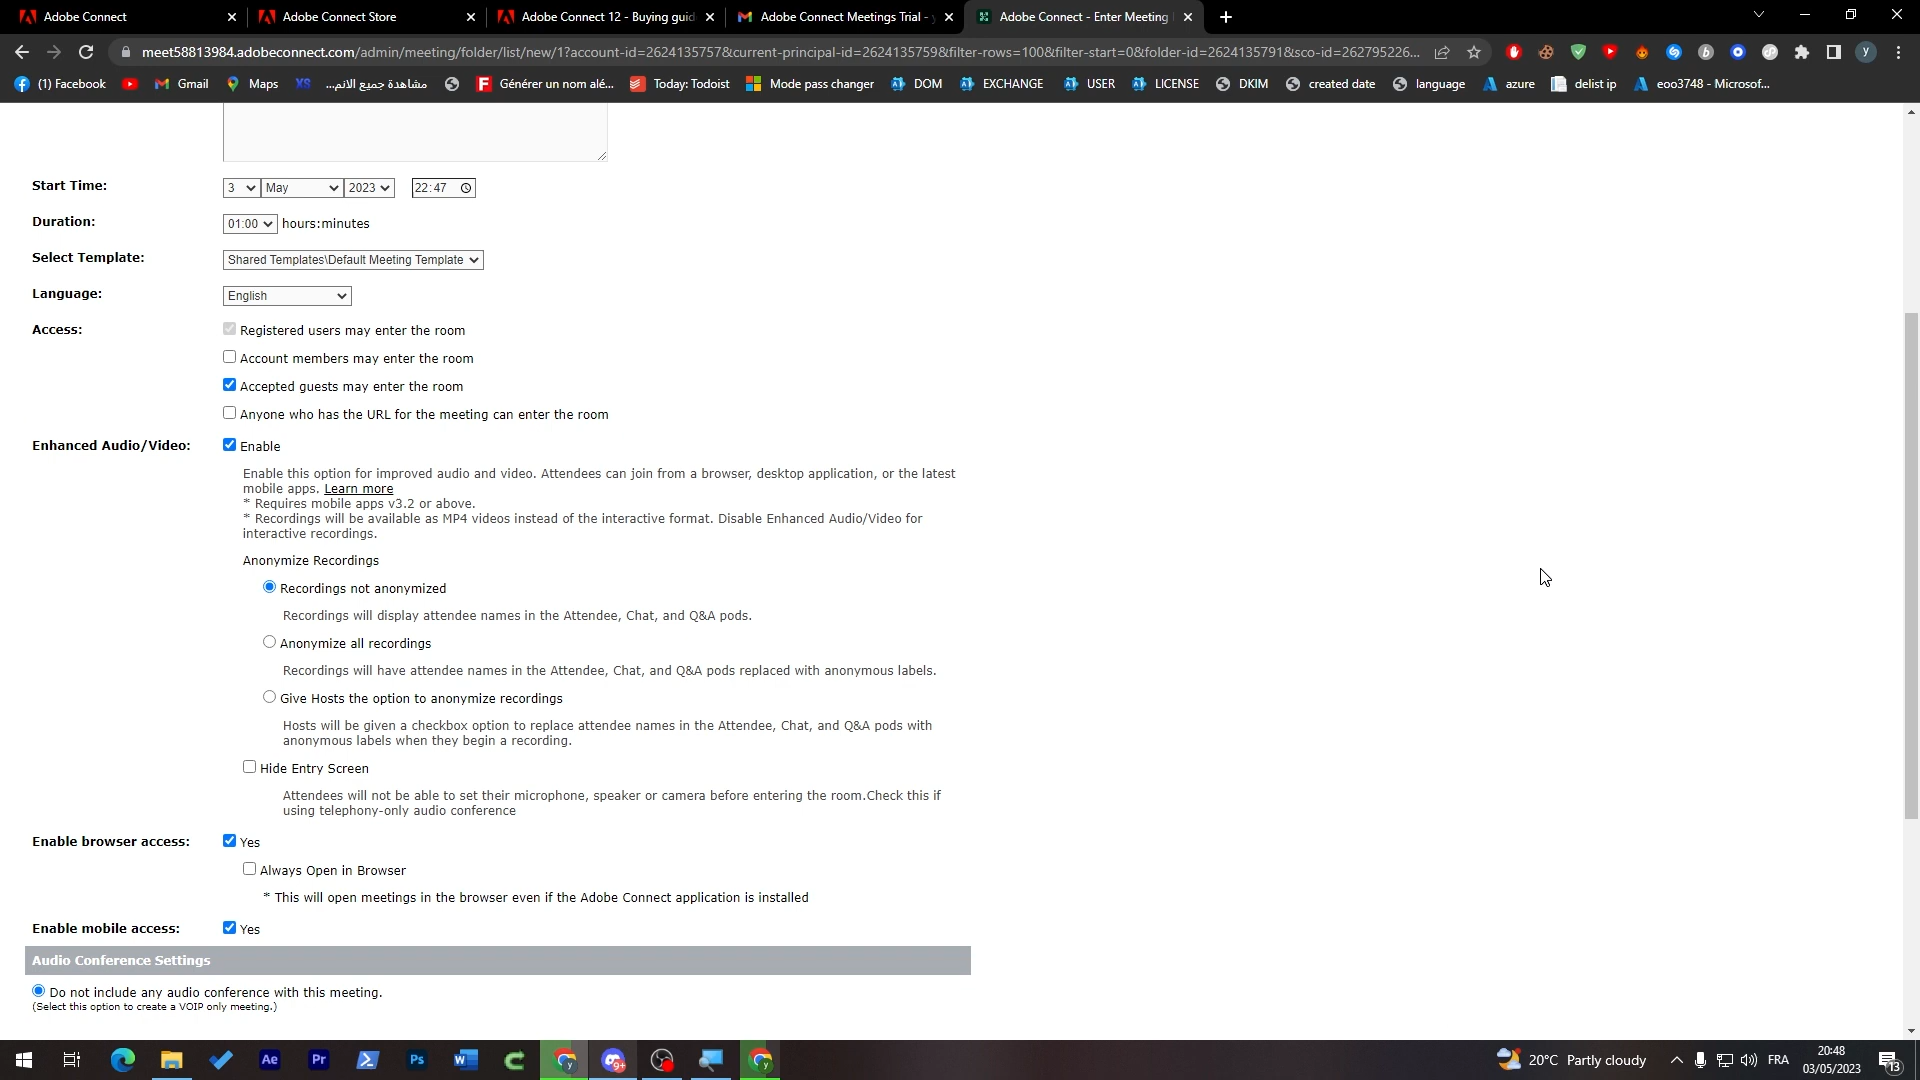 Adobe Connect
Adobe Connect Store
Adobe Connect 12 - Buying guid
Adobe Connect Meetings Trial -
Adobe Connect - Enter Meeting
meet58813984.adobeconnect.com/admin/meeting/folder/list/new/1?account-id=2624135757&current-principal-id=2624135759&filter-rows=100&filter-start=0&folder-id=2624135791&sco-id=262795226...
(1) Facebook
Gmail
Maps
XS
مشاهدة جميع الانم...
Générer un nom alé...
Today: Todoist
Mode pass changer
DOM
EXCHANGE
USER
LICENSE
DKIM
created date
language
azure
delist ip
eoo3748 - Microsof...
Start Time: 3 May 2023 22:47
Duration: 01:00 hours:minutes
Select Template: Shared Templates\Default Meeting Template
Language: English
Access: Registered users may enter the room
Account members may enter the room
Accepted guests may enter the room
Anyone who has the URL for the meeting can enter the room
Enhanced Audio/Video: Enable
Enable this option for improved audio and video. Attendees can join from a browser, desktop application, or the latest
mobile apps. Learn more
* Requires mobile apps v3.2 or above.
* Recordings will be available as MP4 videos instead of the interactive format. Disable Enhanced Audio/Video for
interactive recordings.
Anonymize Recordings
Recordings not anonymized
Recordings will display attendee names in the Attendee, Chat, and Q&A pods.
Anonymize all recordings
Recordings will have attendee names in the Attendee, Chat, and Q&A pods replaced with anonymous labels.
Give Hosts the option to anonymize recordings
Hosts will be given a checkbox option to replace attendee names in the Attendee, Chat, and Q&A pods with
anonymous labels when they begin a recording.
Hide Entry Screen
Attendees will not be able to set their microphone, speaker or camera before entering the room.Check this if
using telephony-only audio conference
Enable browser access: Yes
Always Open in Browser
* This will open meetings in the browser even if the Adobe Connect application is installed
Enable mobile access: Yes
Audio Conference Settings
Do not include any audio conference with this meeting.
(Select this option to create a VOIP only meeting.)
Ae
Pr
Ps
20°C Partly cloudy
FRA
20:48
03/05/2023
13